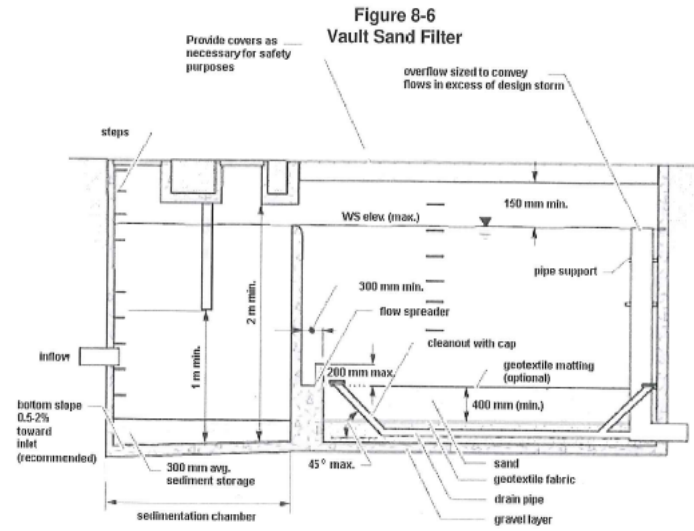 Figure 8-6
Vault Sand Filter
Provide covers as
necessary for safety
purposes
overflow sized to convey
flows in excess of design storm
steps
WS elev. (max.)
150 mm min.
2 m min.
pipe support
300 mm min.
flow spreader
cleanout with cap
1 m min.
inflow
200 mm max.
geotextile matting
(optional)
400 mm (min.)
bottom slope
0.5-2%
toward
inlet
(recommended)
300 mm avg.
sediment storage
45° max.
sand
geotextile fabric
drain pipe
gravel layer
sedimentation chamber